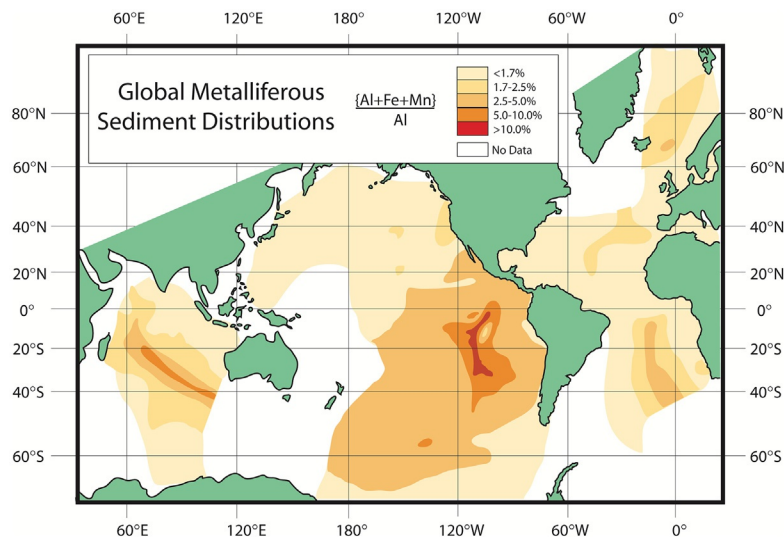 60°E 120°E 180° 120°W 60°W 0°
Global Metalliferous
Sediment Distributions
{Al+Fe+Mn}
Al
<1.7%
1.7-2.5%
2.5-5.0%
5.0-10.0%
>10.0%
No Data
80°N 80°N
60°N 60°N
40°N 40°N
20°N 20°N
0° 0°
20°S 20°S
40°S 40°S
60°S 60°S
60°E 120°E 180° 120°W 60°W 0°